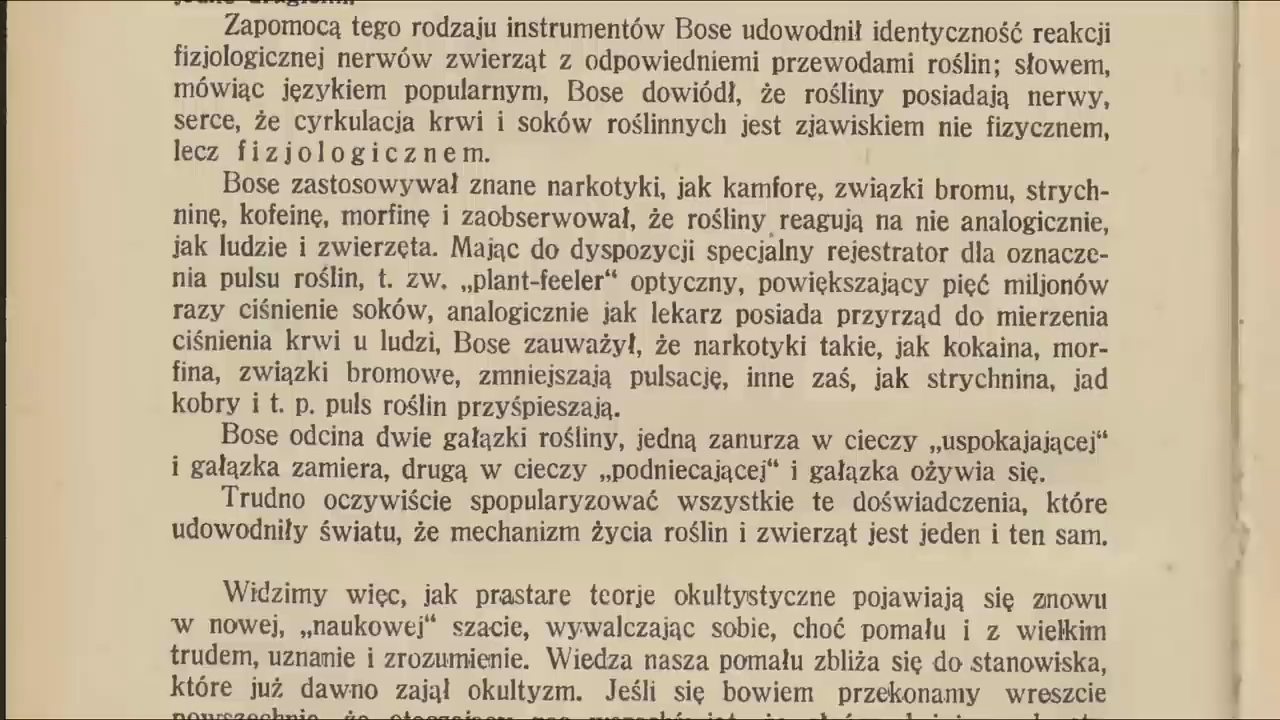 Zapomocą tego rodzaju instrumentów Bose udowodnił identyczność reakcji
fizjologicznej nerwów zwierząt z odpowiedniemi przewodami roślin; słowem,
mówiąc językiem popularnym, Bose dowiódł, że rośliny posiadają nerwy,
serce, że cyrkulacja krwi i soków roślinnych jest zjawiskiem nie fizycznem,
lecz fizjologicznem.
Bose zastosowywał znane narkotyki, jak kamforę, związki bromu, strych-
ninę, kofeinę, morfinę i zaobserwował, że rośliny reagują na nie analogicznie,
jak ludzie i zwierzęta. Mając do dyspozycji specjalny rejestrator dla oznacze-
nia pulsu roślin, t. zw. „plant-feeler“ optyczny, powiększający pięć miljonów
razy ciśnienie soków, analogicznie jak lekarz posiada przyrząd do mierzenia
ciśnienia krwi u ludzi, Bose zauważył, że narkotyki takie, jak kokaina, mor-
fina, związki bromowe, zmniejszają pulsację, inne zaś, jak strychnina, jad
kobry i t. p. puls roślin przyśpieszają.
Bose odcina dwie gałązki rośliny, jedną zanurza w cieczy „uspokajającej“
i gałązka zamiera, drugą w cieczy „podniecającej“ i gałązka ożywia się.
Trudno oczywiście spopularyzować wszystkie te doświadczenia, które
udowodniły światu, że mechanizm życia roślin i zwierząt jest jeden i ten sam.
Widzimy więc, jak prastare teorje okultystyczne pojawiają się znowu
w nowej, „naukowej“ szacie, wywalczając sobie, choć pomału i z wielkim
trudem, uznanie i zrozumienie. Wiedza nasza pomału zbliża się do stanowiska,
które już dawno zajął okultyzm. Jeśli się bowiem przekonamy wreszcie